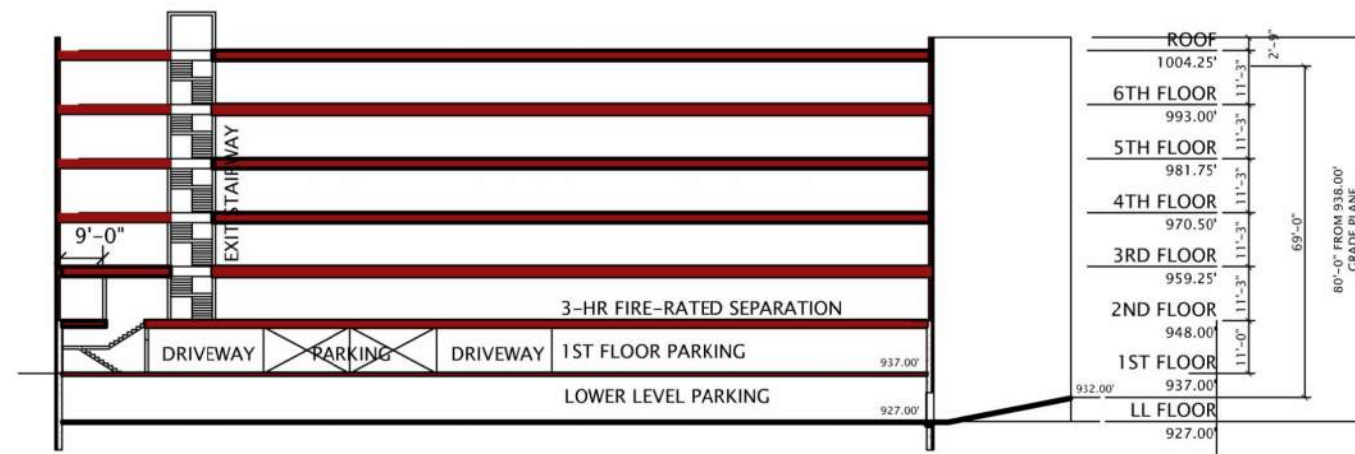 ROOF
1004.25'
2'-9"
11'-3"
6TH FLOOR
993.00'
11'-3"
5TH FLOOR
981.75'
11'-3"
4TH FLOOR
970.50'
11'-3"
3RD FLOOR
959.25'
11'-3"
2ND FLOOR
948.00'
11'-0"
1ST FLOOR
937.00'
932.00'
LL FLOOR
927.00'
69'-0"
80'-0" FROM 938.00'
GRADE PLANE
EXIT STAIRWAY
9'-0"
3-HR FIRE-RATED SEPARATION
DRIVEWAY
PARKING
DRIVEWAY
1ST FLOOR PARKING
937.00'
LOWER LEVEL PARKING
927.00'